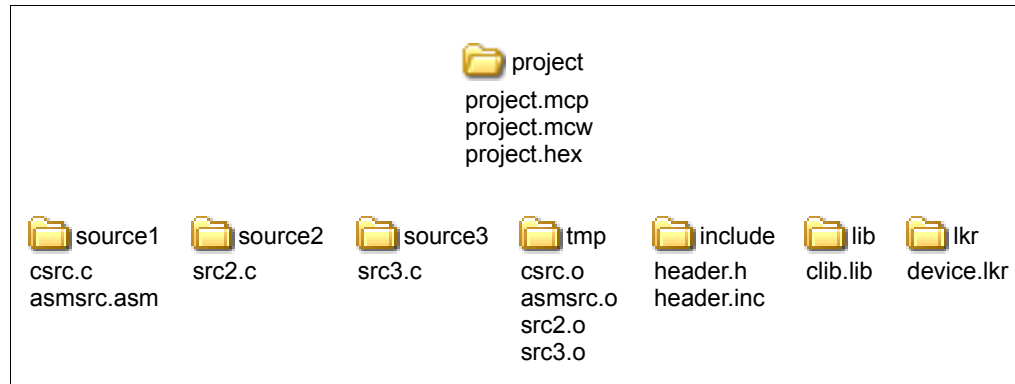 project
project.mcp
project.mcw
project.hex
source1
csrc.c
asmsrc.asm
source2
src2.c
source3
src3.c
tmp
csrc.o
asmsrc.o
src2.o
src3.o
include
header.h
header.inc
lib
clib.lib
lkr
device.lkr